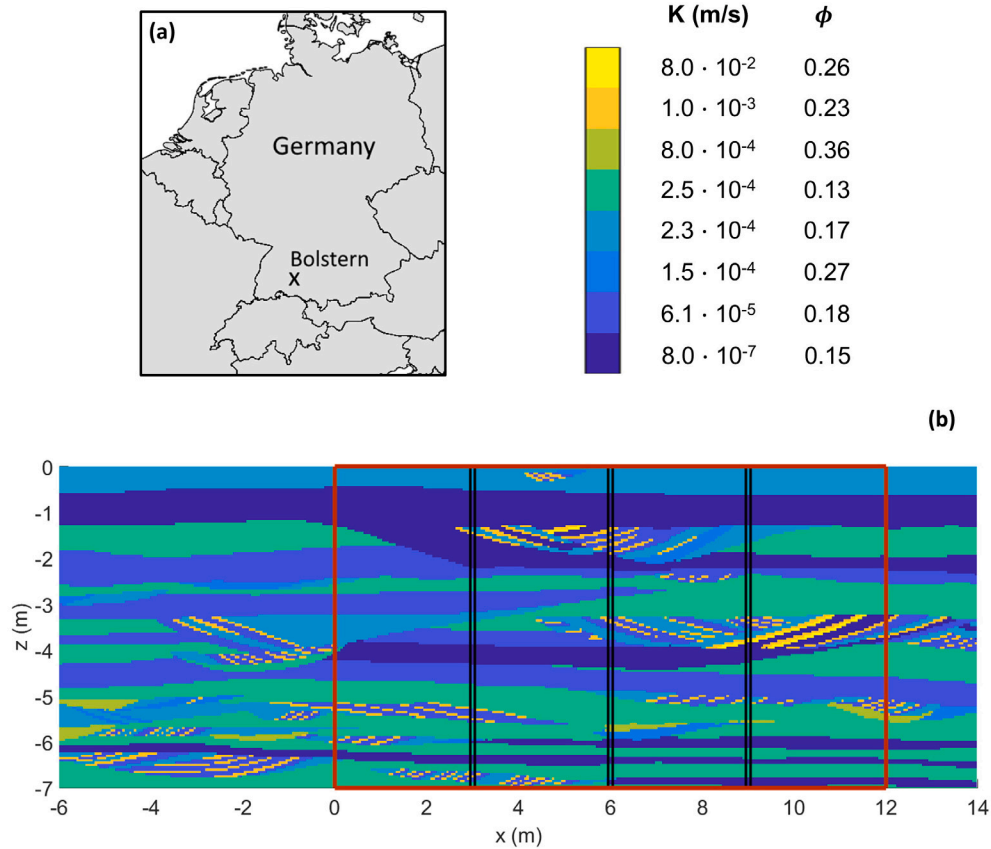 (a)
Germany
Bolstern
x
K (m/s) ϕ
8.0 · 10⁻² 0.26
1.0 · 10⁻³ 0.23
8.0 · 10⁻⁴ 0.36
2.5 · 10⁻⁴ 0.13
2.3 · 10⁻⁴ 0.17
1.5 · 10⁻⁴ 0.27
6.1 · 10⁻⁵ 0.18
8.0 · 10⁻⁷ 0.15
(b)
z (m)
0
-1
-2
-3
-4
-5
-6
-7
-6 -4 -2 0 2 4 6 8 10 12 14
x (m)